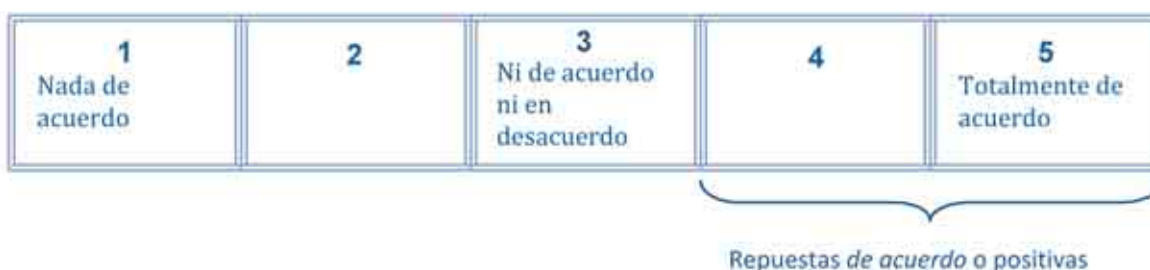 1
Nada de
acuerdo
2
3
Ni de acuerdo
ni en
desacuerdo
4
5
Totalmente de
acuerdo
Repuestas de acuerdo o positivas